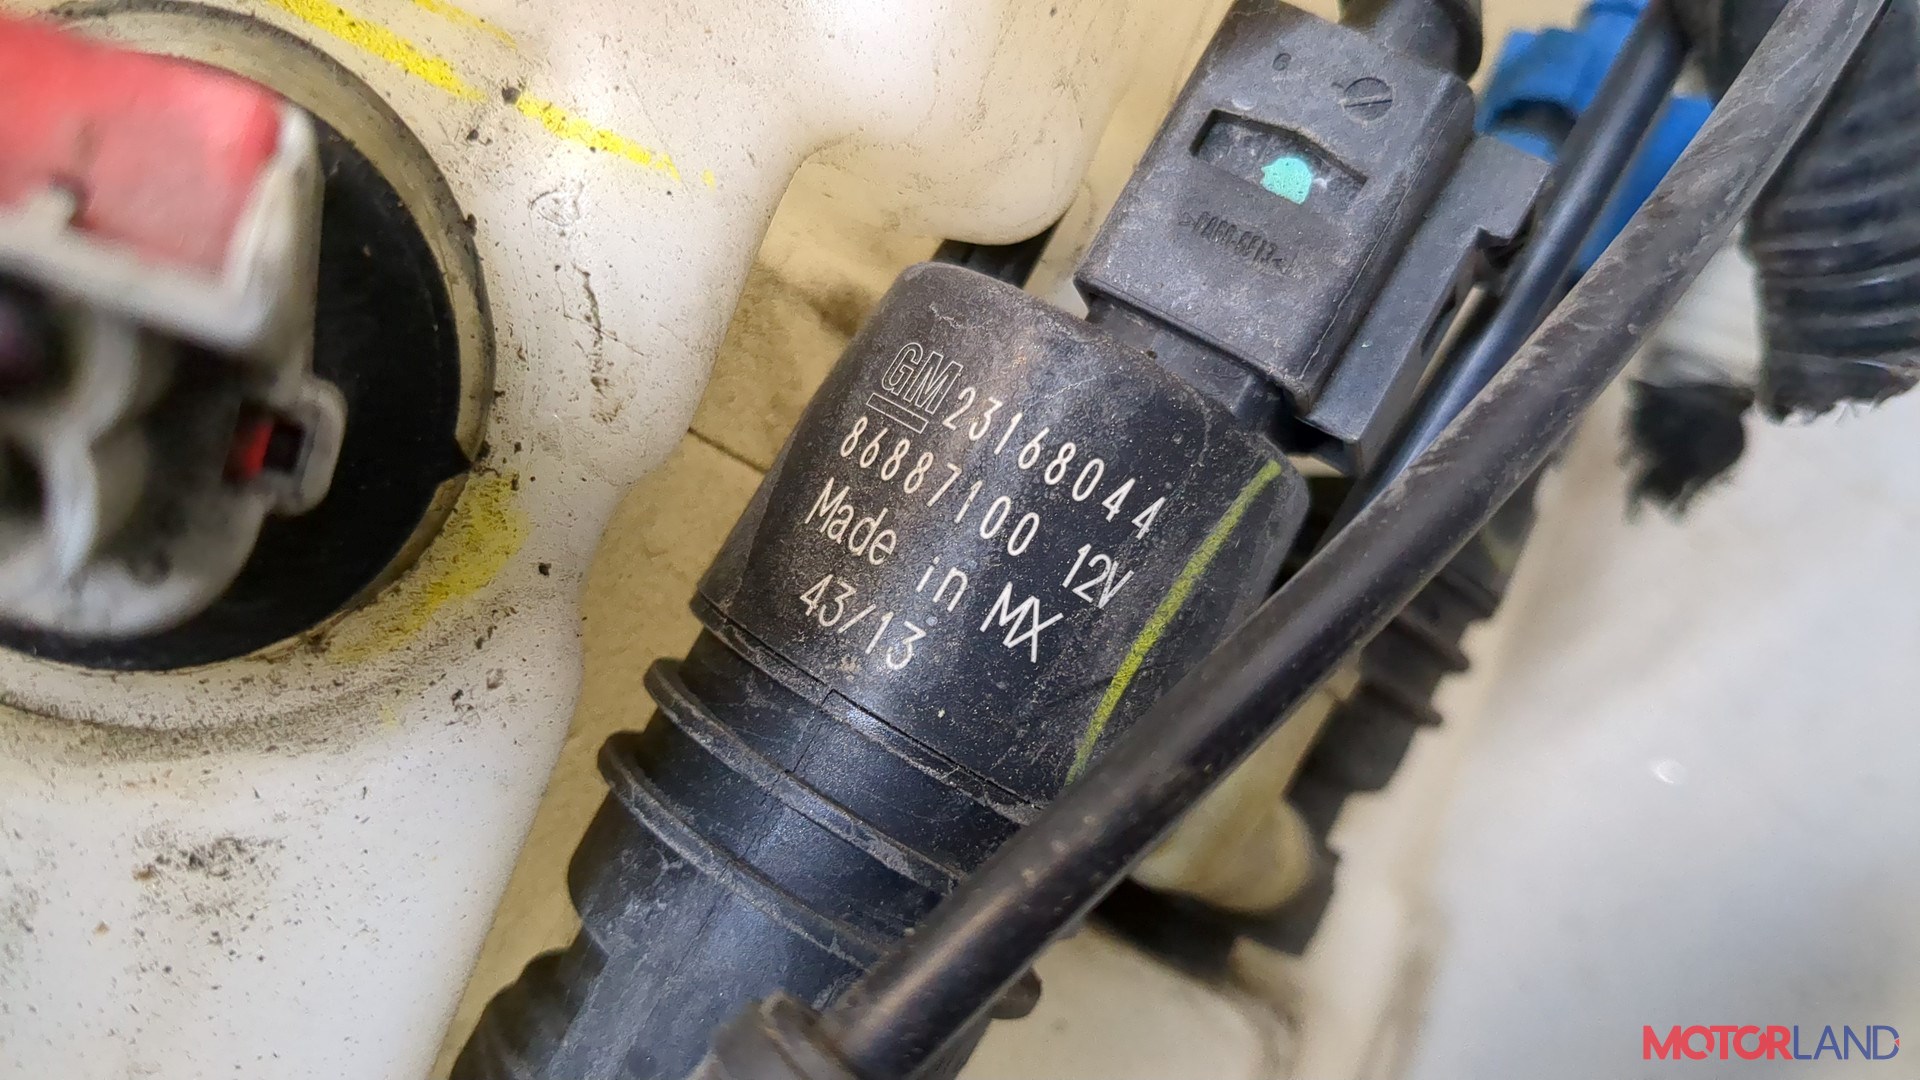 GM 23168044
86887100 12V
Made in MX
43/13
MOTORLAND